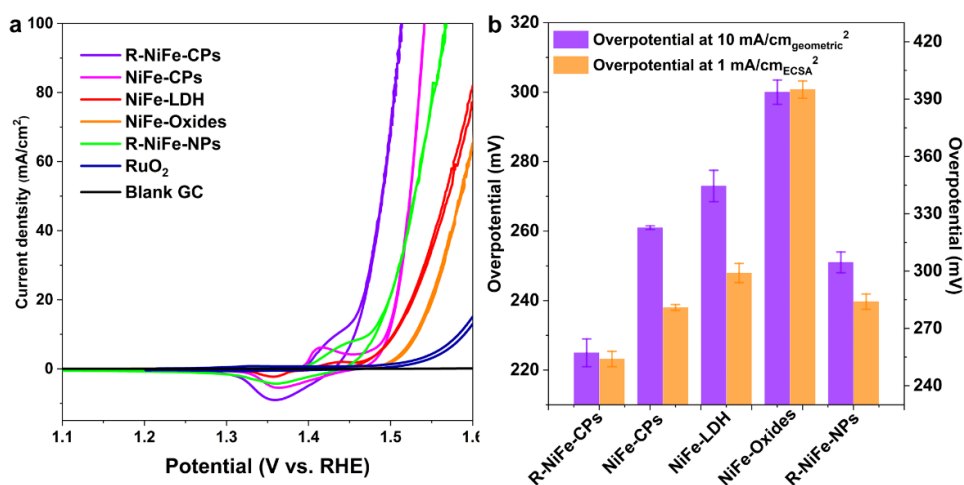 a
100
80
60
40
20
0
Current dentsity (mA/cm²)
R-NiFe-CPs
NiFe-CPs
NiFe-LDH
NiFe-Oxides
R-NiFe-NPs
RuO₂
Blank GC
1.1 1.2 1.3 1.4 1.5 1.6
Potential (V vs. RHE)
b
320
300
280
260
240
220
Overpotential (mV)
Overpotential at 10 mA/cm_geometric²
Overpotential at 1 mA/cm_ECSA²
420
390
360
330
300
270
240
Overpotential (mV)
R-NiFe-CPs
NiFe-CPs
NiFe-LDH
NiFe-Oxides
R-NiFe-NPs